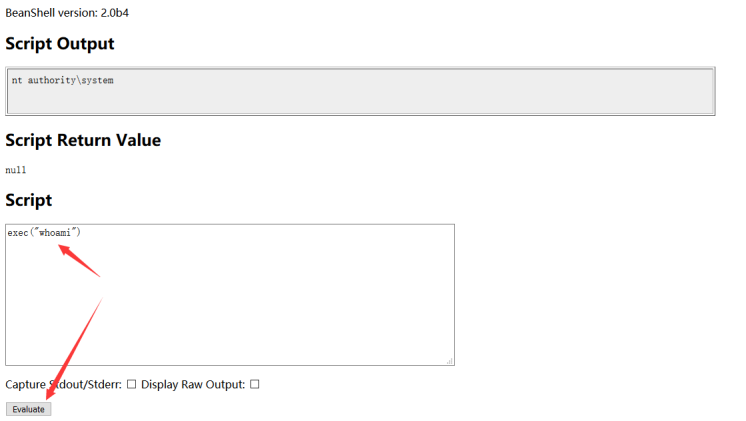 BeanShell version: 2.0b4
Script Output
nt authority\system
Script Return Value
null
Script
exec("whoami")
Capture Stdout/Stderr: Display Raw Output:
Evaluate